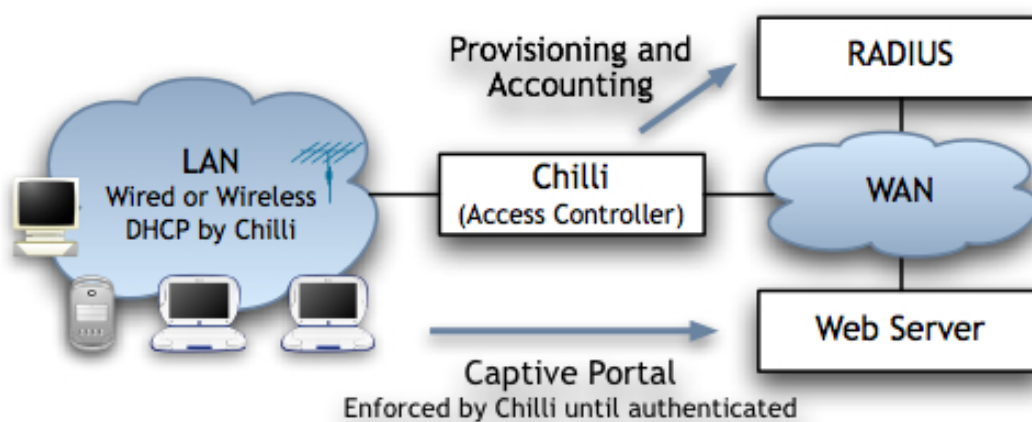 Provisioning and
Accounting
RADIUS
LAN
Wired or Wireless
DHCP by Chilli
Chilli
(Access Controller)
WAN
Web Server
Captive Portal
Enforced by Chilli until authenticated